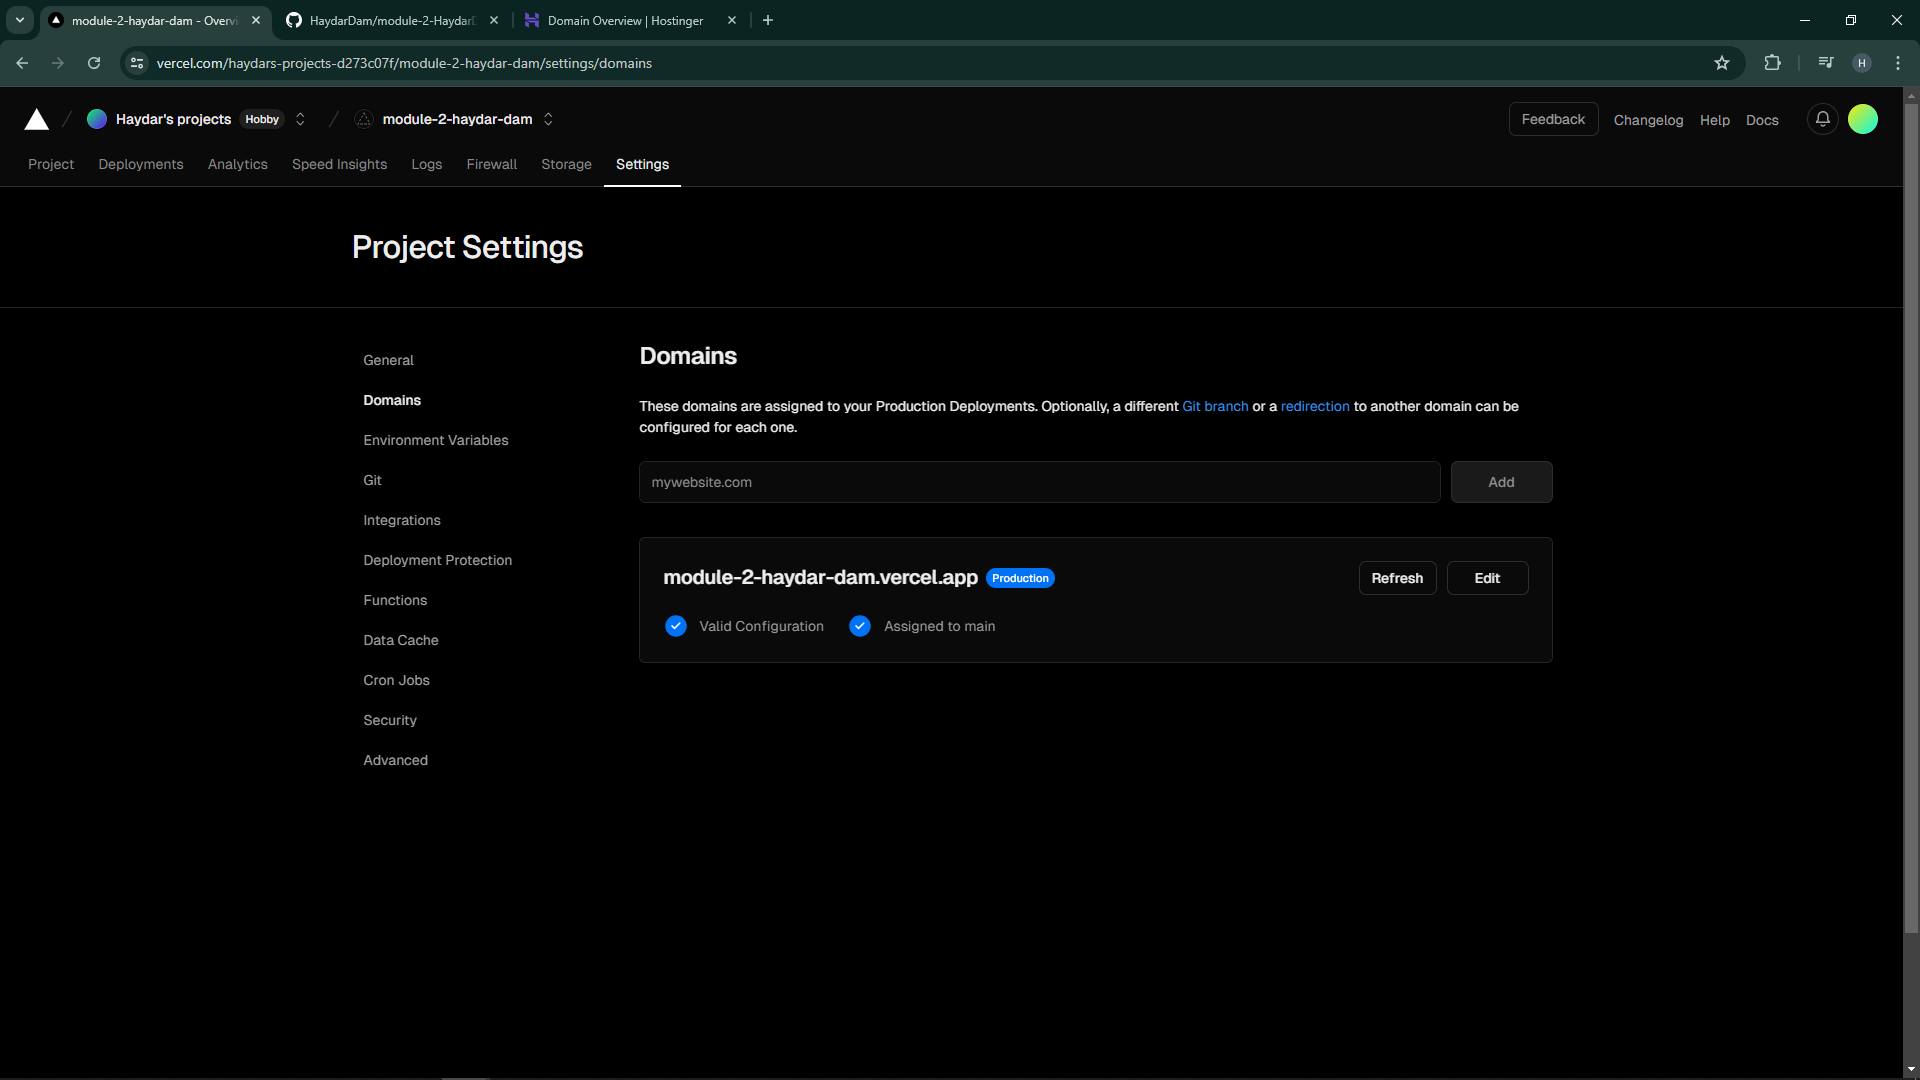 module-2-haydar-dam - Overvi
HaydarDam/module-2-Haydar
Domain Overview | Hostinger
vercel.com/haydars-projects-d273c07f/module-2-haydar-dam/settings/domains
H
Haydar's projects Hobby
module-2-haydar-dam
Feedback
Changelog
Help
Docs
Project
Deployments
Analytics
Speed Insights
Logs
Firewall
Storage
Settings
Project Settings
General
Domains
Environment Variables
Git
Integrations
Deployment Protection
Functions
Data Cache
Cron Jobs
Security
Advanced
Domains
These domains are assigned to your Production Deployments. Optionally, a different Git branch or a redirection to another domain can be
configured for each one.
mywebsite.com
Add
module-2-haydar-dam.vercel.app Production
Refresh
Edit
Valid Configuration
Assigned to main